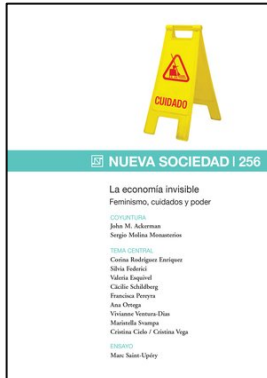 CUIDADO
NUEVA SOCIEDAD | 256
La economía invisible
Feminismo, cuidados y poder
COYUNTURA
John M. Ackerman
Sergio Molina Monasterios
TEMA CENTRAL
Corina Rodríguez Enríquez
Silvia Federici
Valeria Esquivel
Cäcilie Schildberg
Francisca Pereyra
Ana Ortega
Vivianne Ventura-Dias
Maristella Svampa
Cristina Cielo / Cristina Vega
ENSAYO
Marc Saint-Upéry